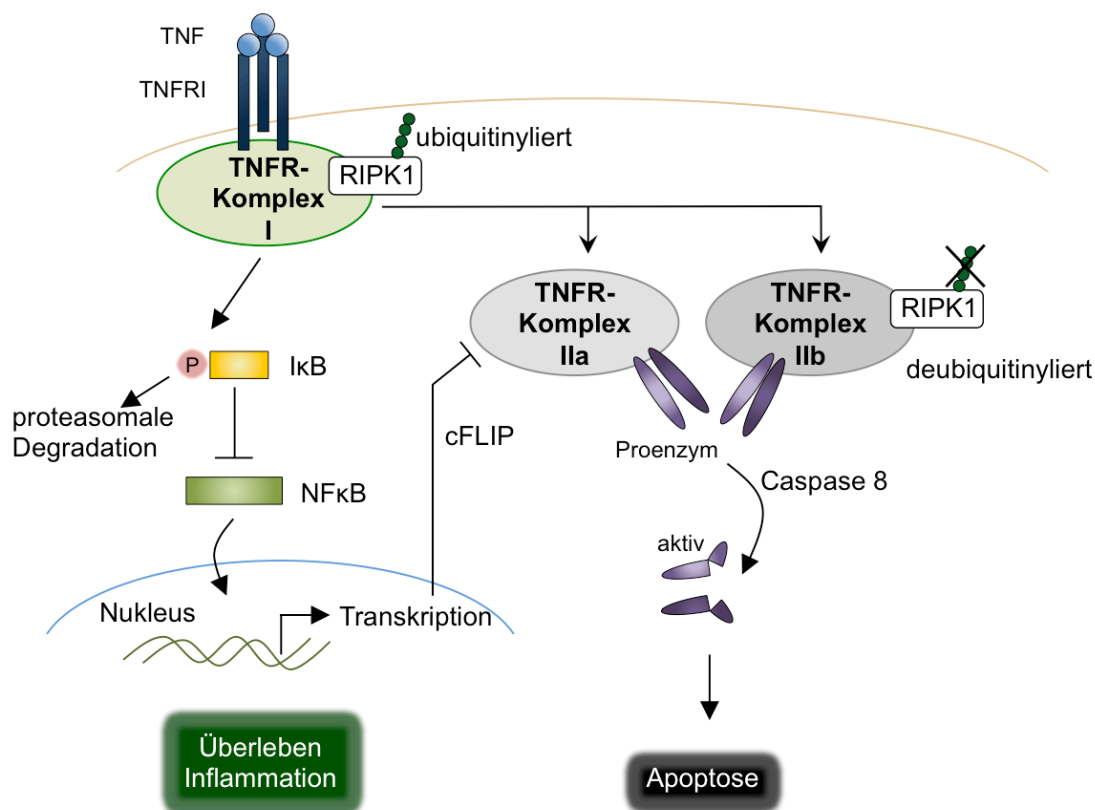 TNF
TNFRI
ubiquitinyliert
TNFR-
Komplex
I
RIPK1
TNFR-
Komplex
IIa
TNFR-
Komplex
IIb
RIPK1
deubiquitinyliert
P
IκB
proteasomale
Degradation
cFLIP
Proenzym
Caspase 8
NFκB
aktiv
Nukleus
Transkription
Überleben
Inflammation
Apoptose